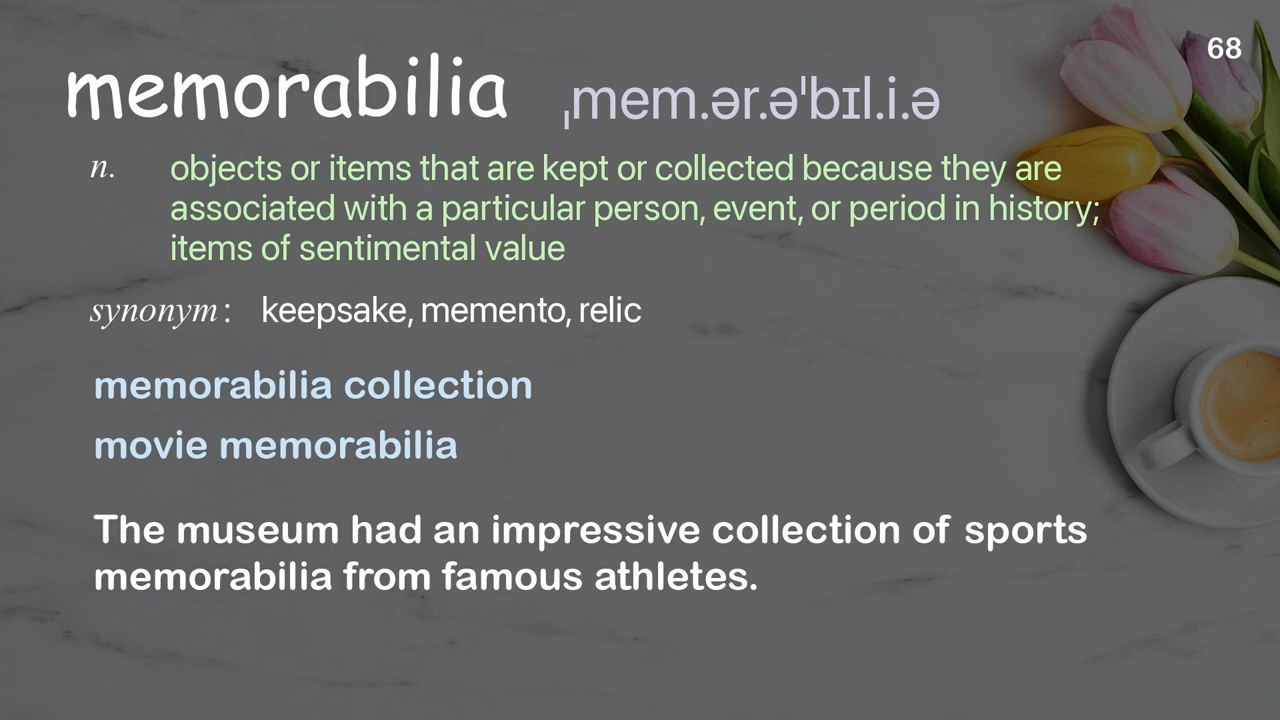 68
memorabilia ˌmem.ər.əˈbɪl.i.ə
n. objects or items that are kept or collected because they are
associated with a particular person, event, or period in history;
items of sentimental value
synonym: keepsake, memento, relic
memorabilia collection
movie memorabilia
The museum had an impressive collection of sports
memorabilia from famous athletes.